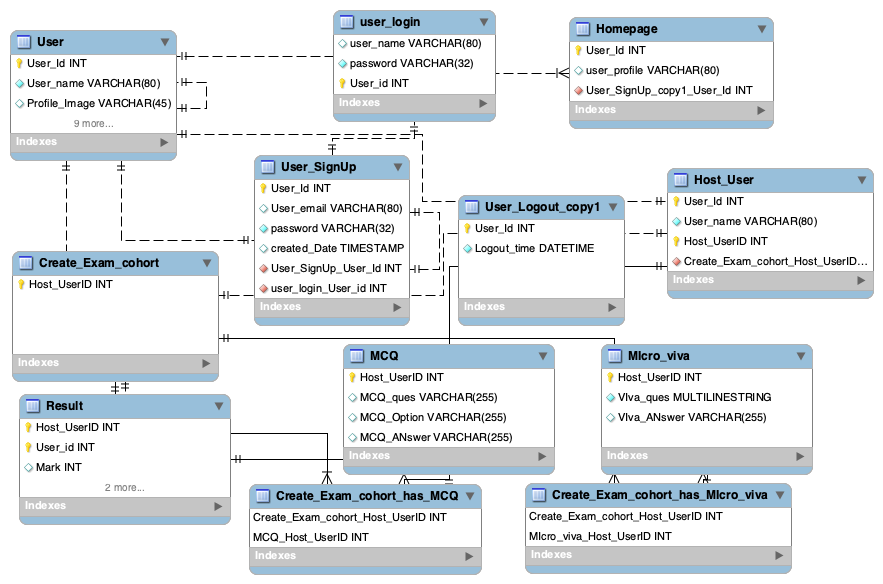 User
User_Id INT
User_name VARCHAR(80)
Profile_Image VARCHAR(45)
9 more...
Indexes
user_login
user_name VARCHAR(80)
password VARCHAR(32)
User_id INT
Indexes
Homepage
User_Id INT
user_profile VARCHAR(80)
User_SignUp_copy1_User_Id INT
Indexes
User_SignUp
User_Id INT
User_email VARCHAR(80)
password VARCHAR(32)
created_Date TIMESTAMP
User_SignUp_User_Id INT
user_login_User_id INT
Indexes
User_Logout_copy1
User_Id INT
Logout_time DATETIME
Indexes
Host_User
User_Id INT
User_name VARCHAR(80)
Host_UserID INT
Create_Exam_cohort_Host_UserID...
Indexes
Create_Exam_cohort
Host_UserID INT
Indexes
MCQ
Host_UserID INT
MCQ_ques VARCHAR(255)
MCQ_Option VARCHAR(255)
MCQ_ANswer VARCHAR(255)
Indexes
MIcro_viva
Host_UserID INT
VIva_ques MULTILINESTRING
VIva_ANswer VARCHAR(255)
Indexes
Result
Host_UserID INT
User_id INT
Mark INT
2 more...
Indexes
Create_Exam_cohort_has_MCQ
Create_Exam_cohort_Host_UserID INT
MCQ_Host_UserID INT
Indexes
Create_Exam_cohort_has_MIcro_viva
Create_Exam_cohort_Host_UserID INT
MIcro_viva_Host_UserID INT
Indexes